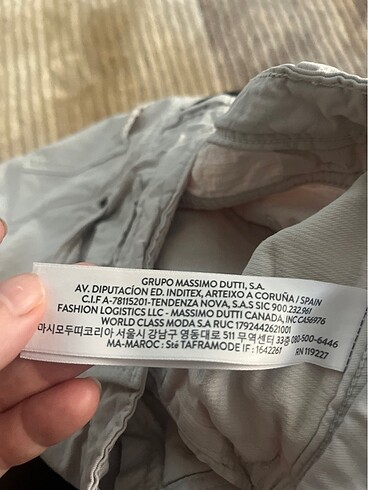 GRUPO MASSIMO DUTTI, S.A.
AV. DIPUTACÍON ED. INDITEX, ARTEIXO A CORUÑA / SPAIN
C.I.F A-78115201-TENDENZA NOVA, S.A.S SIC 900.232.961
FASHION LOGISTICS LLC - MASSIMO DUTTI CANADA, INC CA56976
WORLD CLASS MODA S.A RUC 1792442621001
마시모두띠코리아 서울시 강남구 영동대로 511 무역센터 33층 080-500-6446
MA-MAROC : Sté TAFRAMODE IF : 1642261 RN 119227